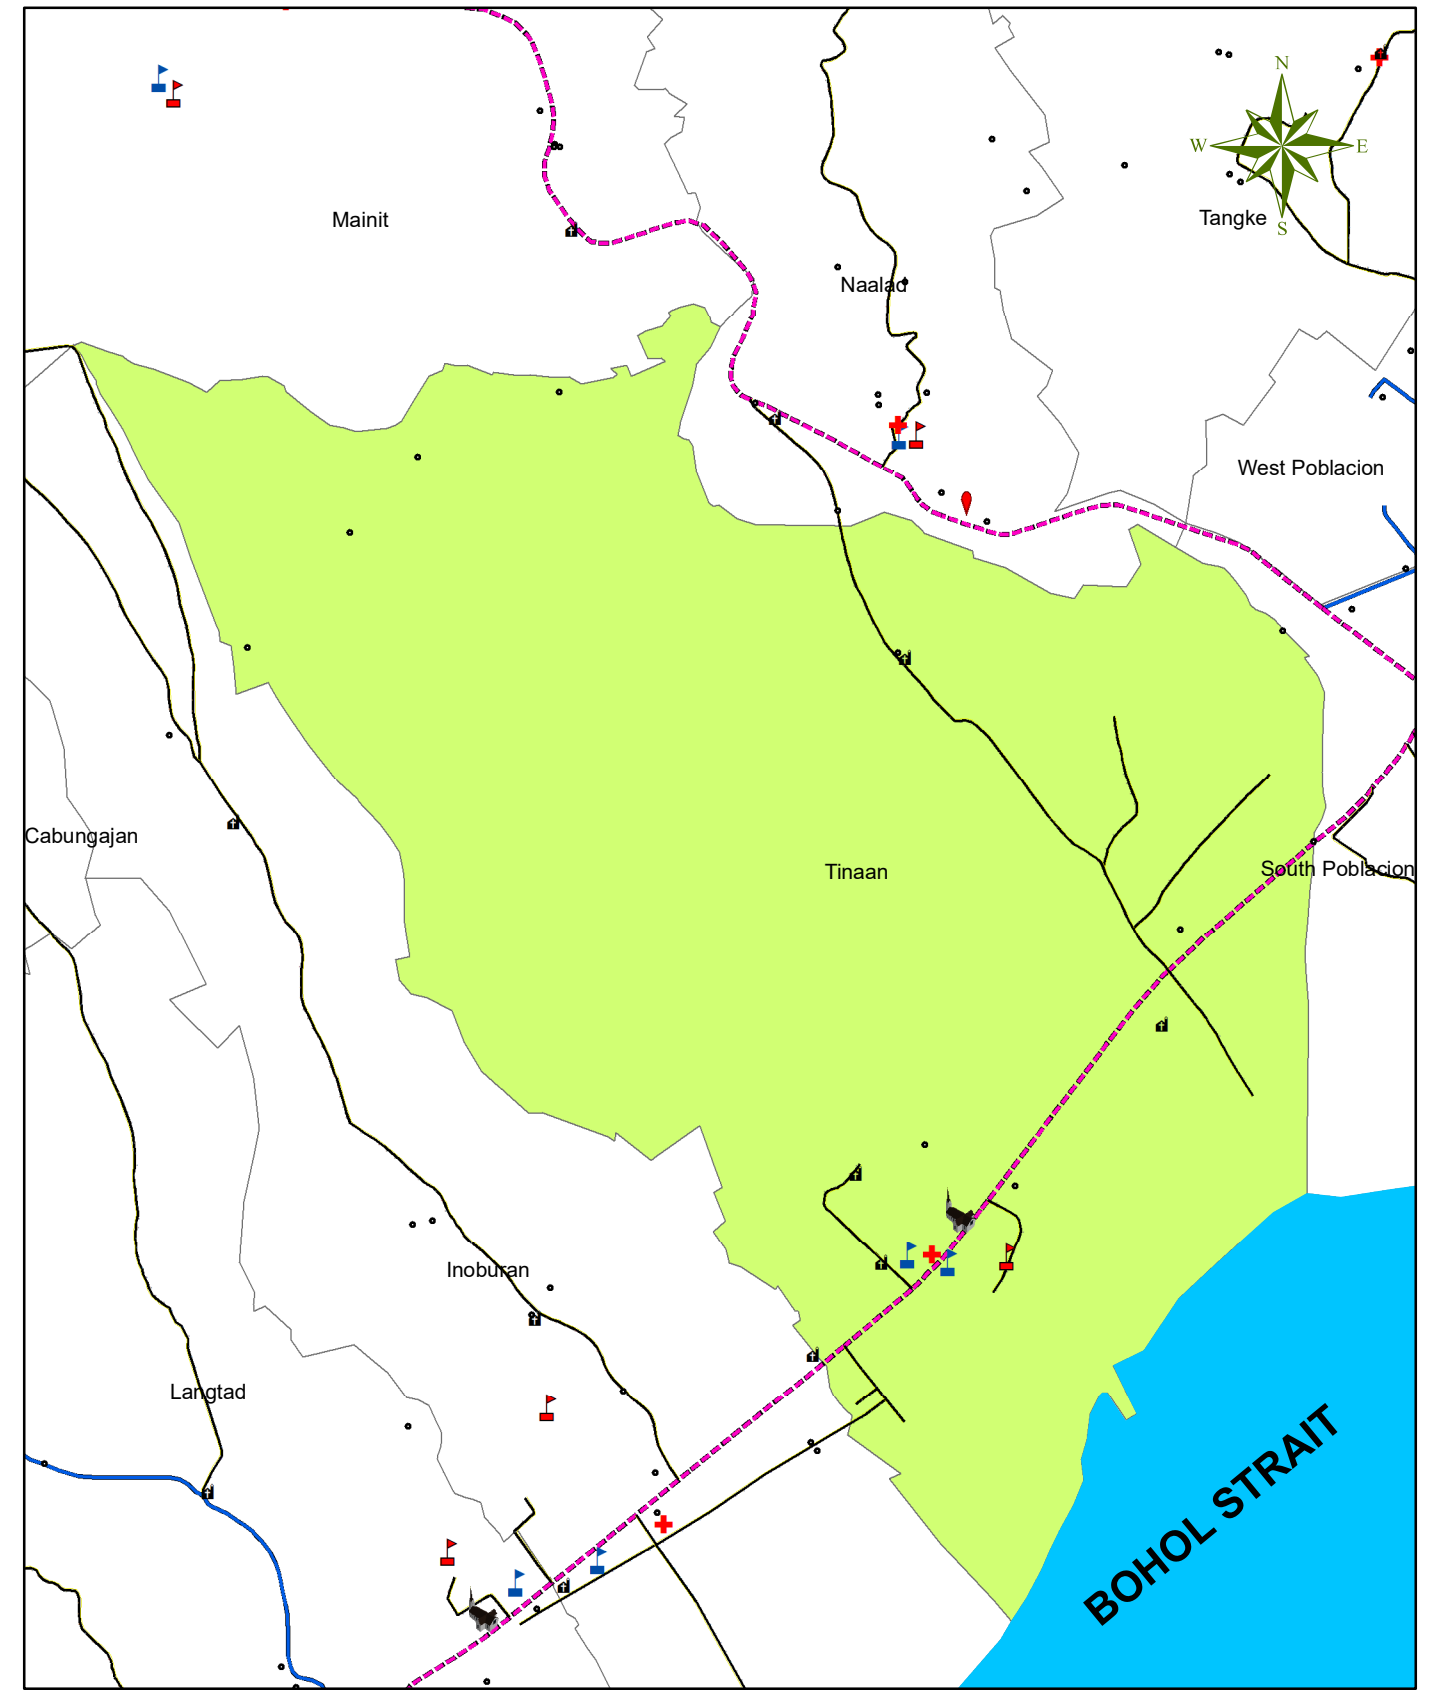 N
W
E
S
Mainit
Tangke
Naalad
West Poblacion
Cabungajan
Tinaan
South Poblacion
Inoburan
Langtad
BOHOL STRAIT